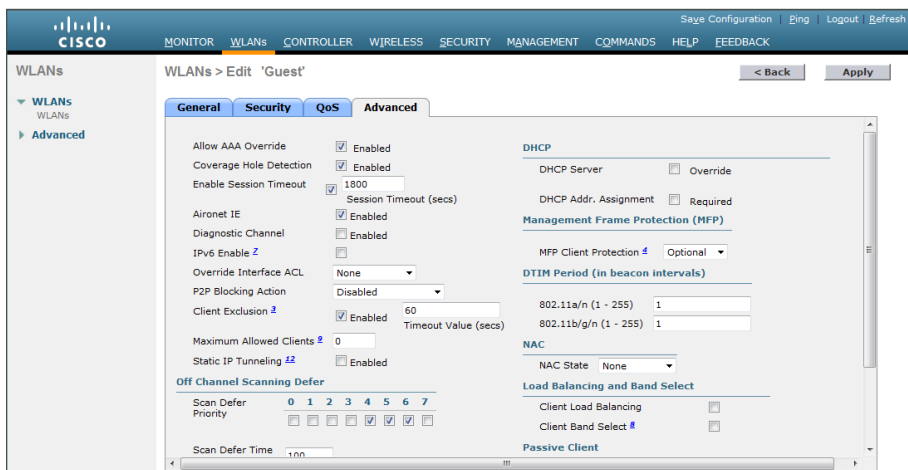 Save Configuration | Ping | Logout | Refresh
CISCO
MONITOR WLANs CONTROLLER WIRELESS SECURITY MANAGEMENT COMMANDS HELP FEEDBACK
WLANs
WLANs
WLANs
Advanced
WLANs > Edit 'Guest'
< Back
Apply
General
Security
QoS
Advanced
Allow AAA Override Enabled
Coverage Hole Detection Enabled
Enable Session Timeout 1800
Session Timeout (secs)
Aironet IE Enabled
Diagnostic Channel Enabled
IPv6 Enable 7
Override Interface ACL None
P2P Blocking Action Disabled
Client Exclusion 3 Enabled 60
Timeout Value (secs)
Maximum Allowed Clients 9 0
Static IP Tunneling 12 Enabled
Off Channel Scanning Defer
Scan Defer Priority 0 1 2 3 4 5 6 7
Scan Defer Time 100
DHCP
DHCP Server Override
DHCP Addr. Assignment Required
Management Frame Protection (MFP)
MFP Client Protection 4 Optional
DTIM Period (in beacon intervals)
802.11a/n (1 - 255) 1
802.11b/g/n (1 - 255) 1
NAC
NAC State None
Load Balancing and Band Select
Client Load Balancing
Client Band Select 8
Passive Client